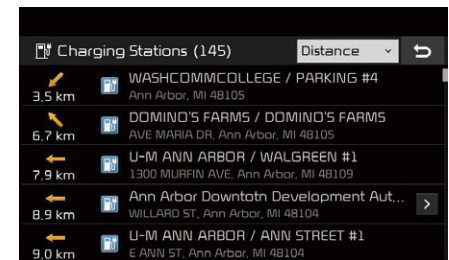 Charging Stations (145)
Distance
WASHCOMMCOLLEGE / PARKING #4
3.5 km
Ann Arbor, MI 48105
DOMINO'S FARMS / DOMINO'S FARMS
6.7 km
AVE MARIA DR, Ann Arbor, MI 48105
U-M ANN ARBOR / WALGREEN #1
7.9 km
1300 MURFIN AVE, Ann Arbor, MI 48109
Ann Arbor Downtotn Development Aut...
8.9 km
WILLARD ST, Ann Arbor, MI 48104
U-M ANN ARBOR / ANN STREET #1
9.0 km
E ANN ST, Ann Arbor, MI 48104